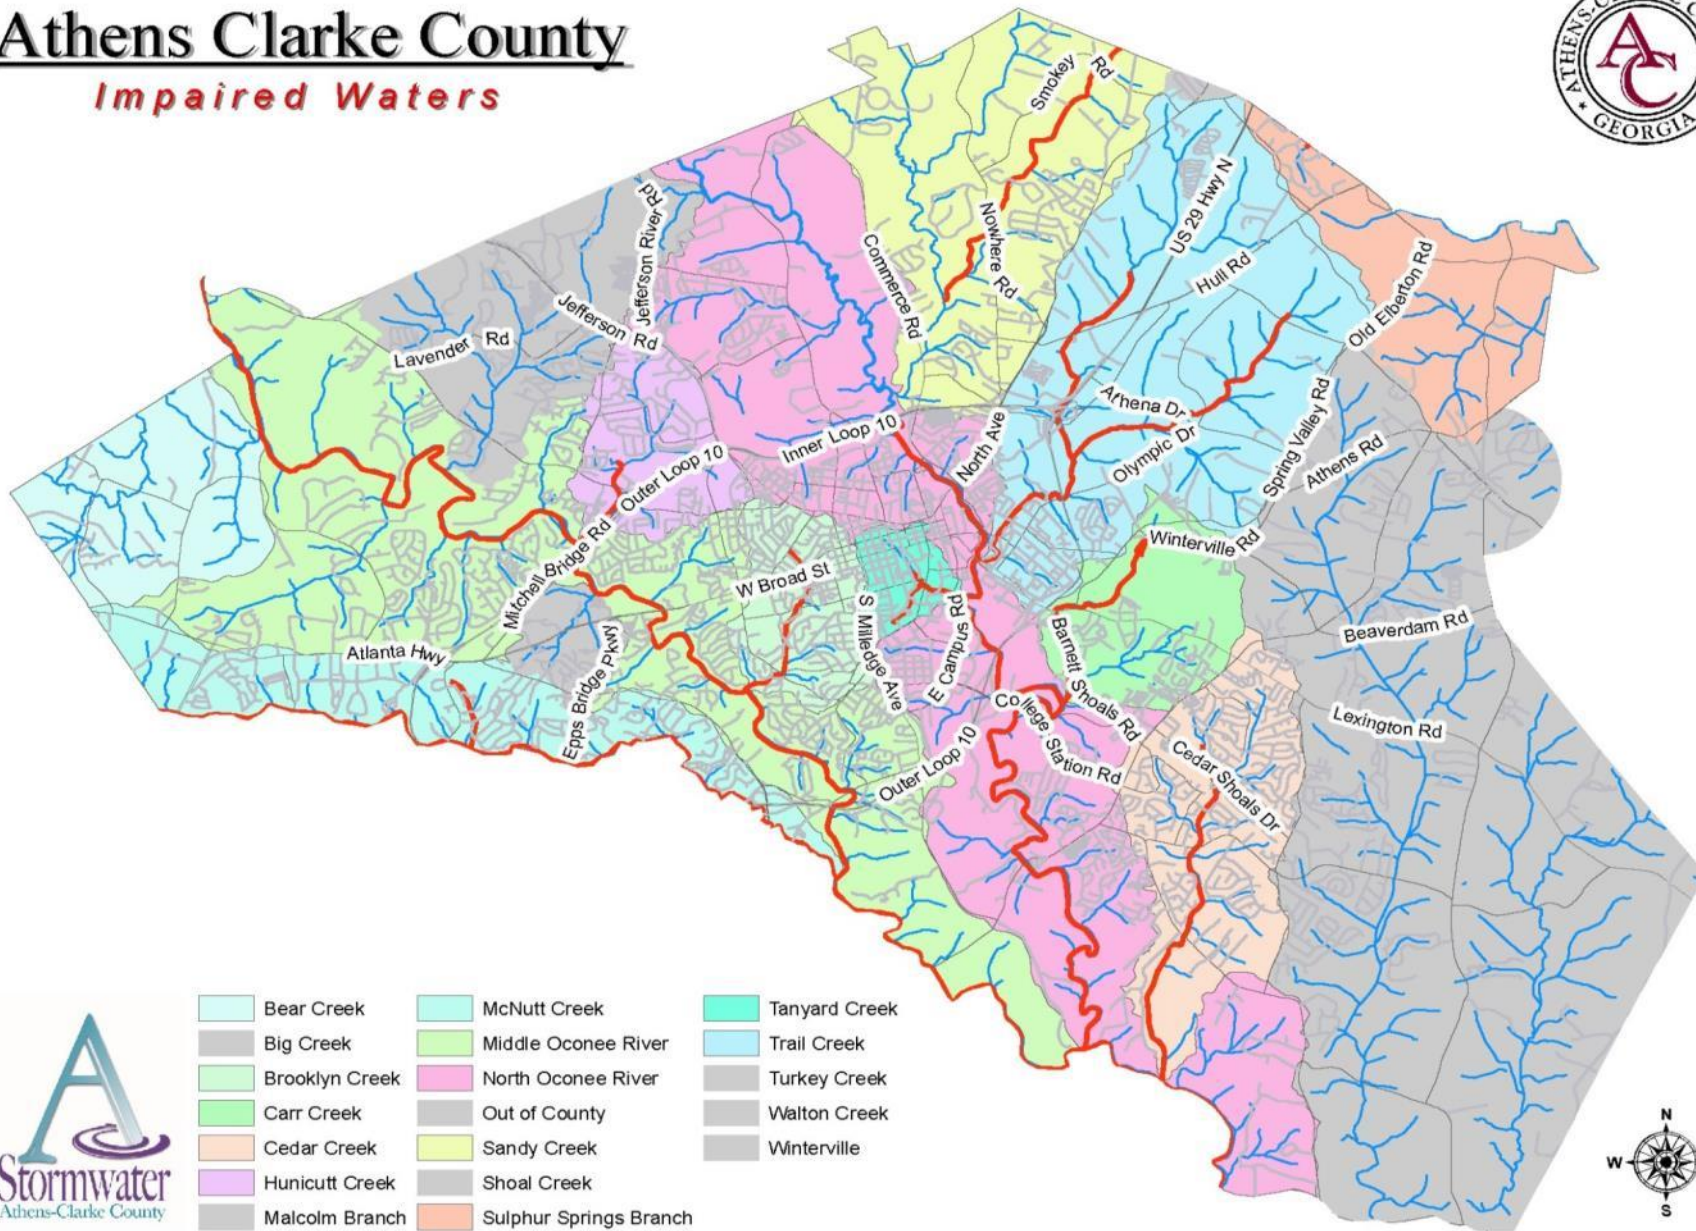 Athens Clarke County
Impaired Waters
ATHENS-C
GEORGIA
AC
Smokey Rd
Nowhere Rd
US 29 Hwy N
Jefferson River Rd
Commerce Rd
Hull Rd
Old Elberton Rd
Jefferson Rd
Lavender Rd
Athena Dr
Inner Loop 10
North Ave
Olympic Dr
Spring Valley Rd
Athens Rd
Outer Loop 10
Mitchell Bridge Rd
Winterville Rd
W Broad St
S Milledge Ave
E Campus Rd
Barnett Shoals Rd
Beaverdam Rd
Atlanta Hwy
Epps Bridge Pkwy
College Station Rd
Lexington Rd
Outer Loop 10
Cedar Shoals Dr
Bear Creek
Big Creek
Brooklyn Creek
Carr Creek
Cedar Creek
Hunicutt Creek
Malcolm Branch
McNutt Creek
Middle Oconee River
North Oconee River
Out of County
Sandy Creek
Shoal Creek
Sulphur Springs Branch
Tanyard Creek
Trail Creek
Turkey Creek
Walton Creek
Winterville
A
Stormwater
Athens-Clarke County
N
W
S